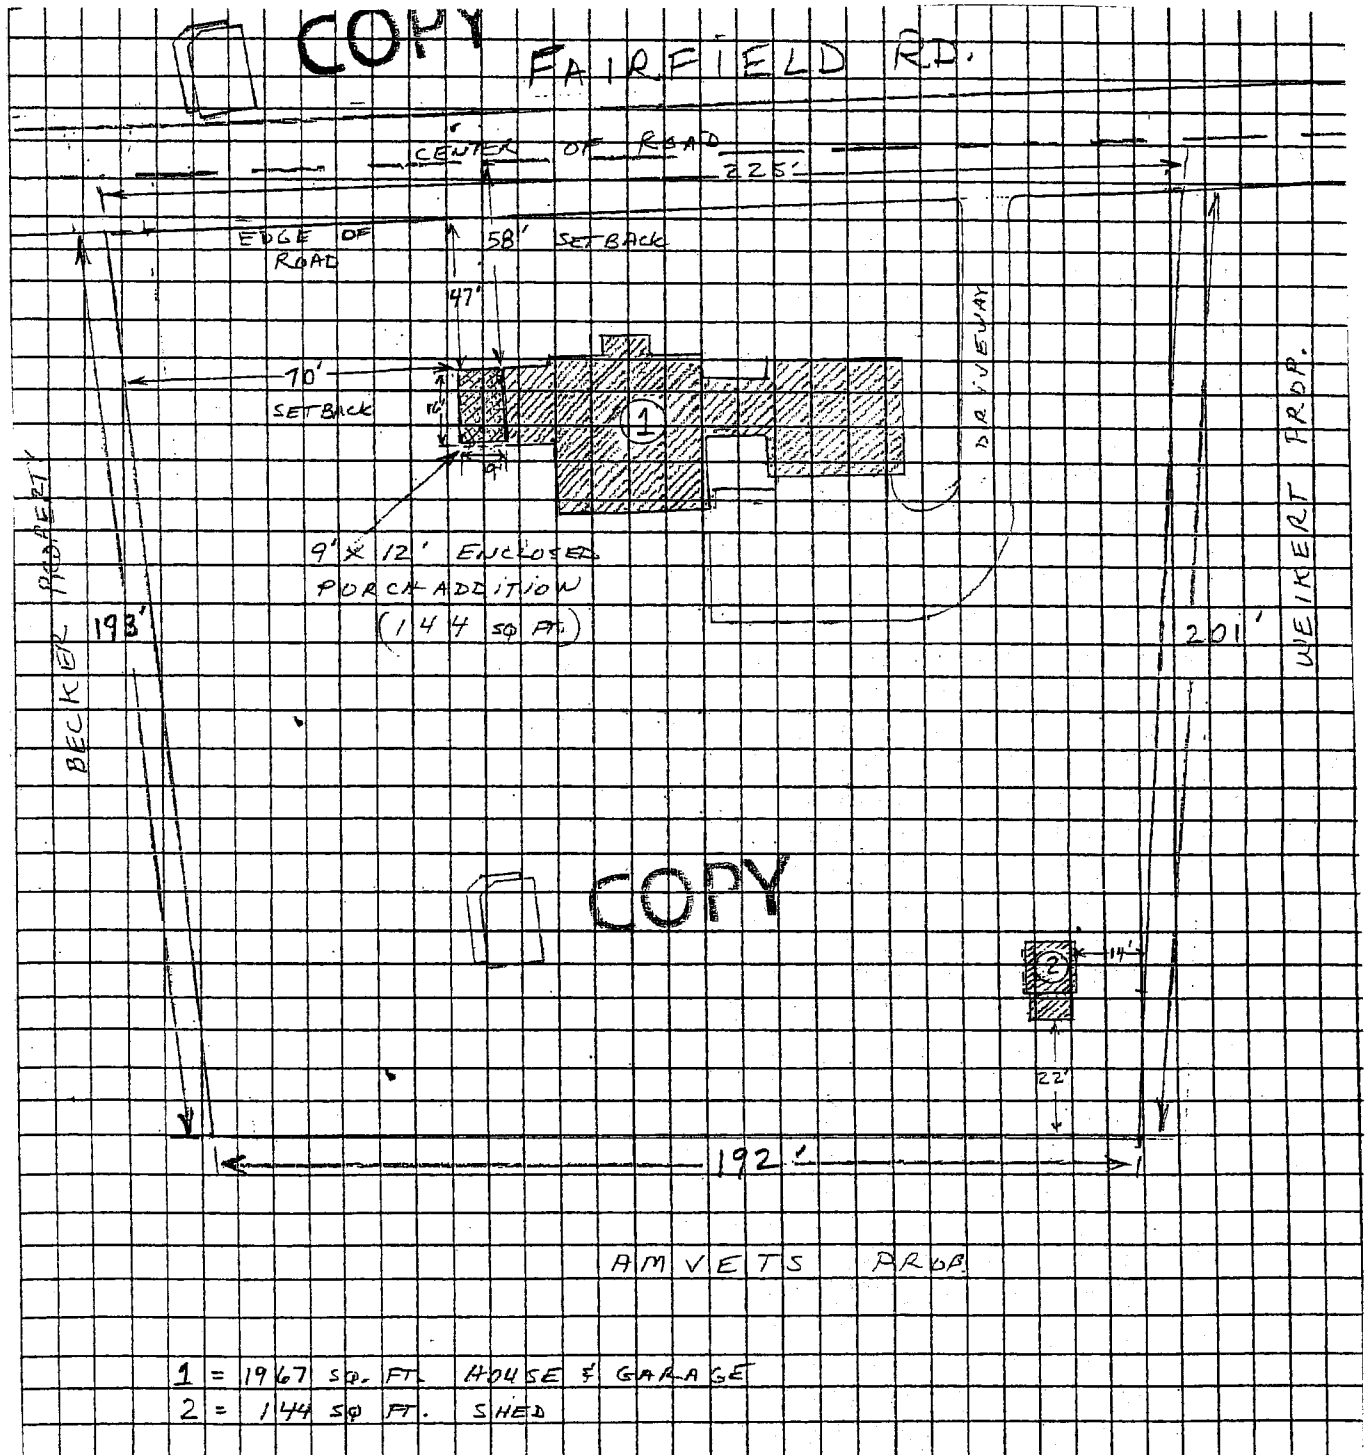 COPY
FAIRFIELD RD.
CENTER OF ROAD
225'
EDGE OF
ROAD
58' SETBACK
47'
70'
SETBACK
16'
9'
1
DRIVEWAY
9' X 12' ENCLOSED
PORCH ADDITION
(144 SQ FT.)
BECKER PROPERTY
193'
201'
WEIKERT PROP.
COPY
2
14'
22'
192'
AMVETS PROP.
1 = 1967 SQ. FT. HOUSE & GARAGE
2 = 144 SQ FT. SHED